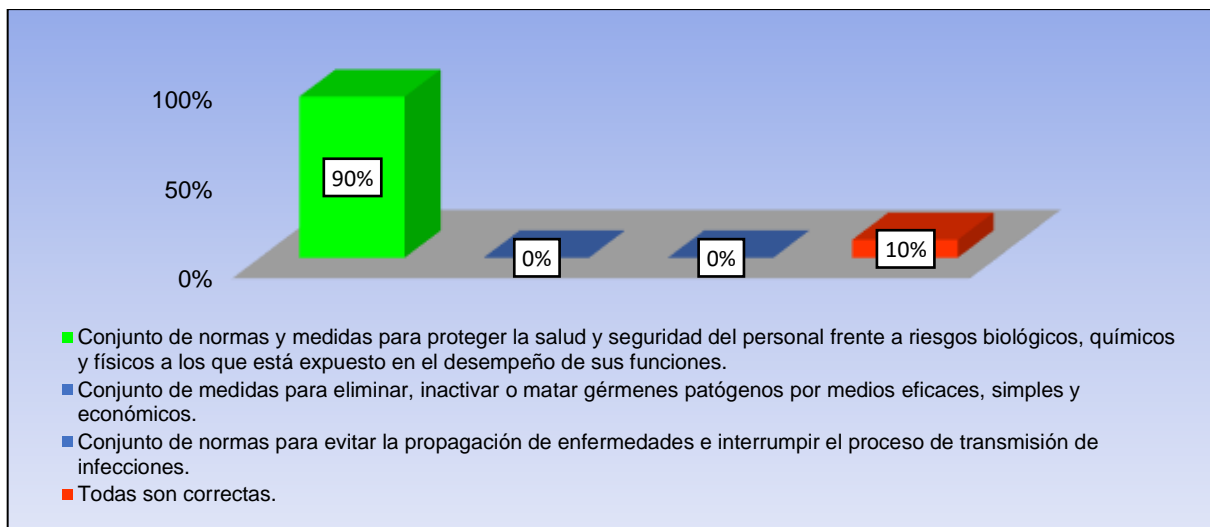 100%
50%
0%
90%
0%
0%
10%
Conjunto de normas y medidas para proteger la salud y seguridad del personal frente a riesgos biológicos, químicos
y físicos a los que está expuesto en el desempeño de sus funciones.
Conjunto de medidas para eliminar, inactivar o matar gérmenes patógenos por medios eficaces, simples y
económicos.
Conjunto de normas para evitar la propagación de enfermedades e interrumpir el proceso de transmisión de
infecciones.
Todas son correctas.